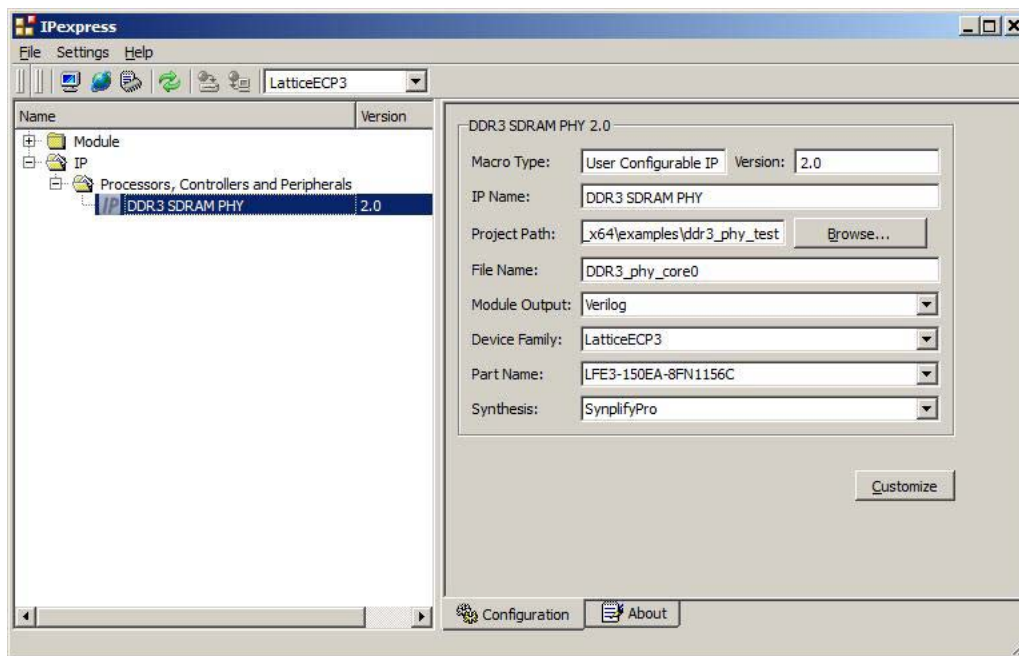 IPexpress
File Settings Help
LatticeECP3
Name Version
Module
IP
Processors, Controllers and Peripherals
IP DDR3 SDRAM PHY 2.0
DDR3 SDRAM PHY 2.0
Macro Type: User Configurable IP Version: 2.0
IP Name: DDR3 SDRAM PHY
Project Path: _x64\examples\ddr3_phy_test Browse...
File Name: DDR3_phy_core0
Module Output: Verilog
Device Family: LatticeECP3
Part Name: LFE3-150EA-8FN1156C
Synthesis: SynplifyPro
Customize
Configuration About